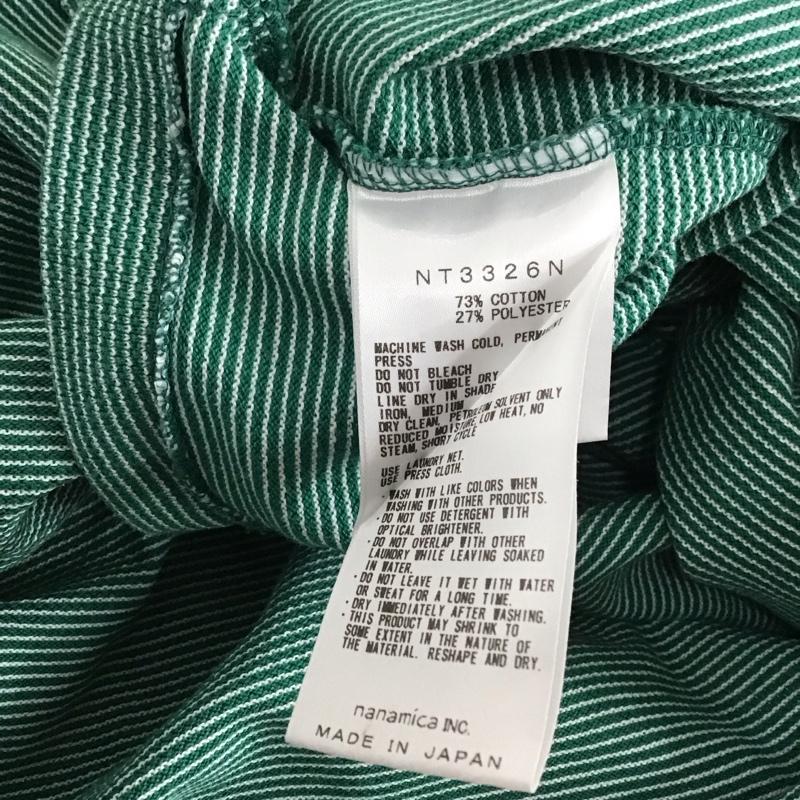 NT3326N
73% COTTON
27% POLYESTER
MACHINE WASH COLD, PERMANENT
PRESS
DO NOT BLEACH
DO NOT TUMBLE DRY
LINE DRY IN SHADE
IRON, MEDIUM
DRY CLEAN, PETROLEUM SOLVENT ONLY
REDUCED MOISTURE, LOW HEAT, NO
STEAM, SHORT CYCLE
USE LAUNDRY NET.
USE PRESS CLOTH.
・WASH WITH LIKE COLORS WHEN
WASHING WITH OTHER PRODUCTS.
・DO NOT USE DETERGENT WITH
OPTICAL BRIGHTENER.
・DO NOT OVERLAP WITH OTHER
LAUNDRY WHILE LEAVING SOAKED
IN WATER.
・DO NOT LEAVE IT WET WITH WATER
OR SWEAT FOR A LONG TIME.
・DRY IMMEDIATELY AFTER WASHING.
・THIS PRODUCT MAY SHRINK TO
SOME EXTENT IN THE NATURE OF
THE MATERIAL. RESHAPE AND DRY.
nanamica INC.
MADE IN JAPAN